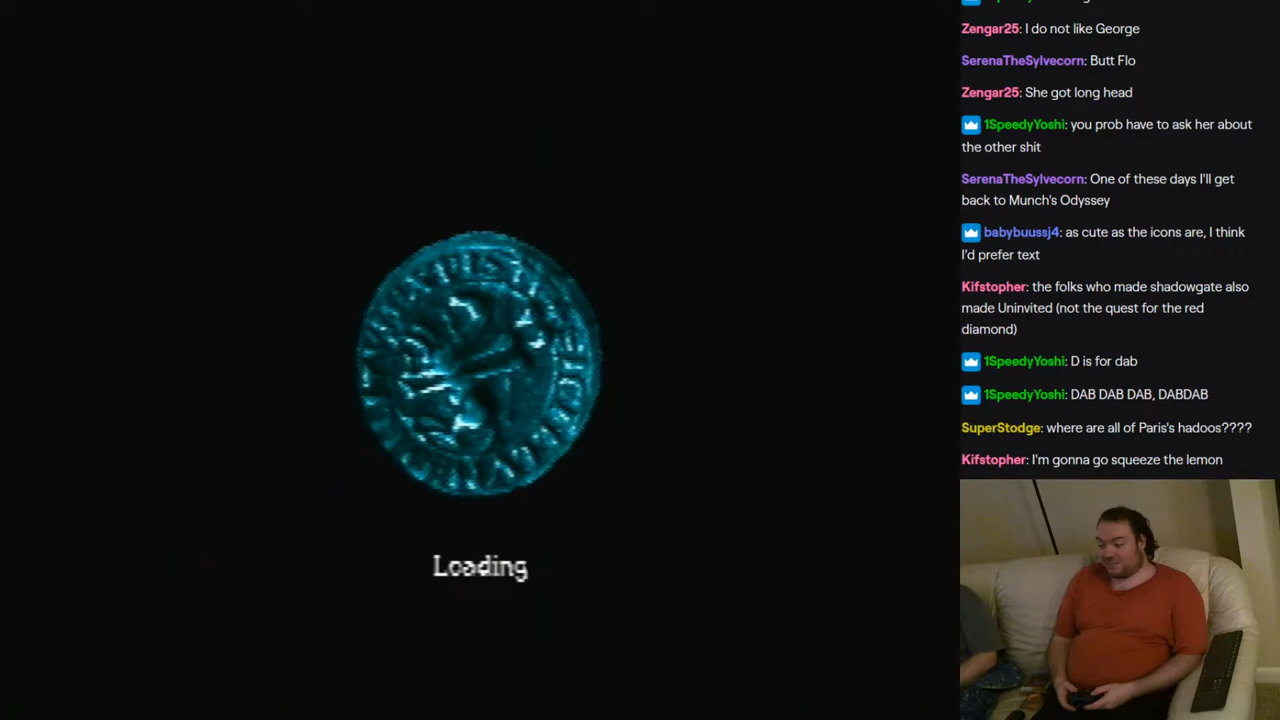 Loading
Zengar25: I do not like George
SerenaTheSylvecorn: Butt Flo
Zengar25: She got long head
1SpeedyYoshi: you prob have to ask her about
the other shit
SerenaTheSylvecorn: One of these days I'll get
back to Munch's Odyssey
babybuussj4: as cute as the icons are, I think
I'd prefer text
Kifstopher: the folks who made shadowgate also
made Uninvited (not the quest for the red
diamond)
1SpeedyYoshi: D is for dab
1SpeedyYoshi: DAB DAB DAB, DABDAB
SuperStodge: where are all of Paris's hadoos????
Kifstopher: I'm gonna go squeeze the lemon